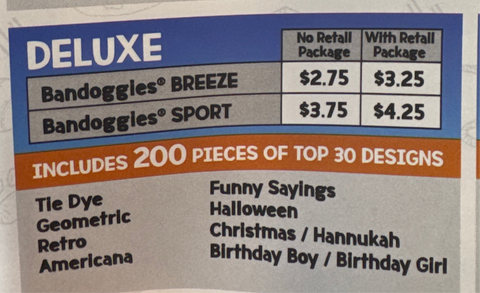 DELUXE
No Retail Package
With Retail Package
Bandoggles® BREEZE $2.75 $3.25
Bandoggles® SPORT $3.75 $4.25
INCLUDES 200 PIECES OF TOP 30 DESIGNS
Tie Dye
Geometric
Retro
Americana
Funny Sayings
Halloween
Christmas / Hannukah
Birthday Boy / Birthday Girl